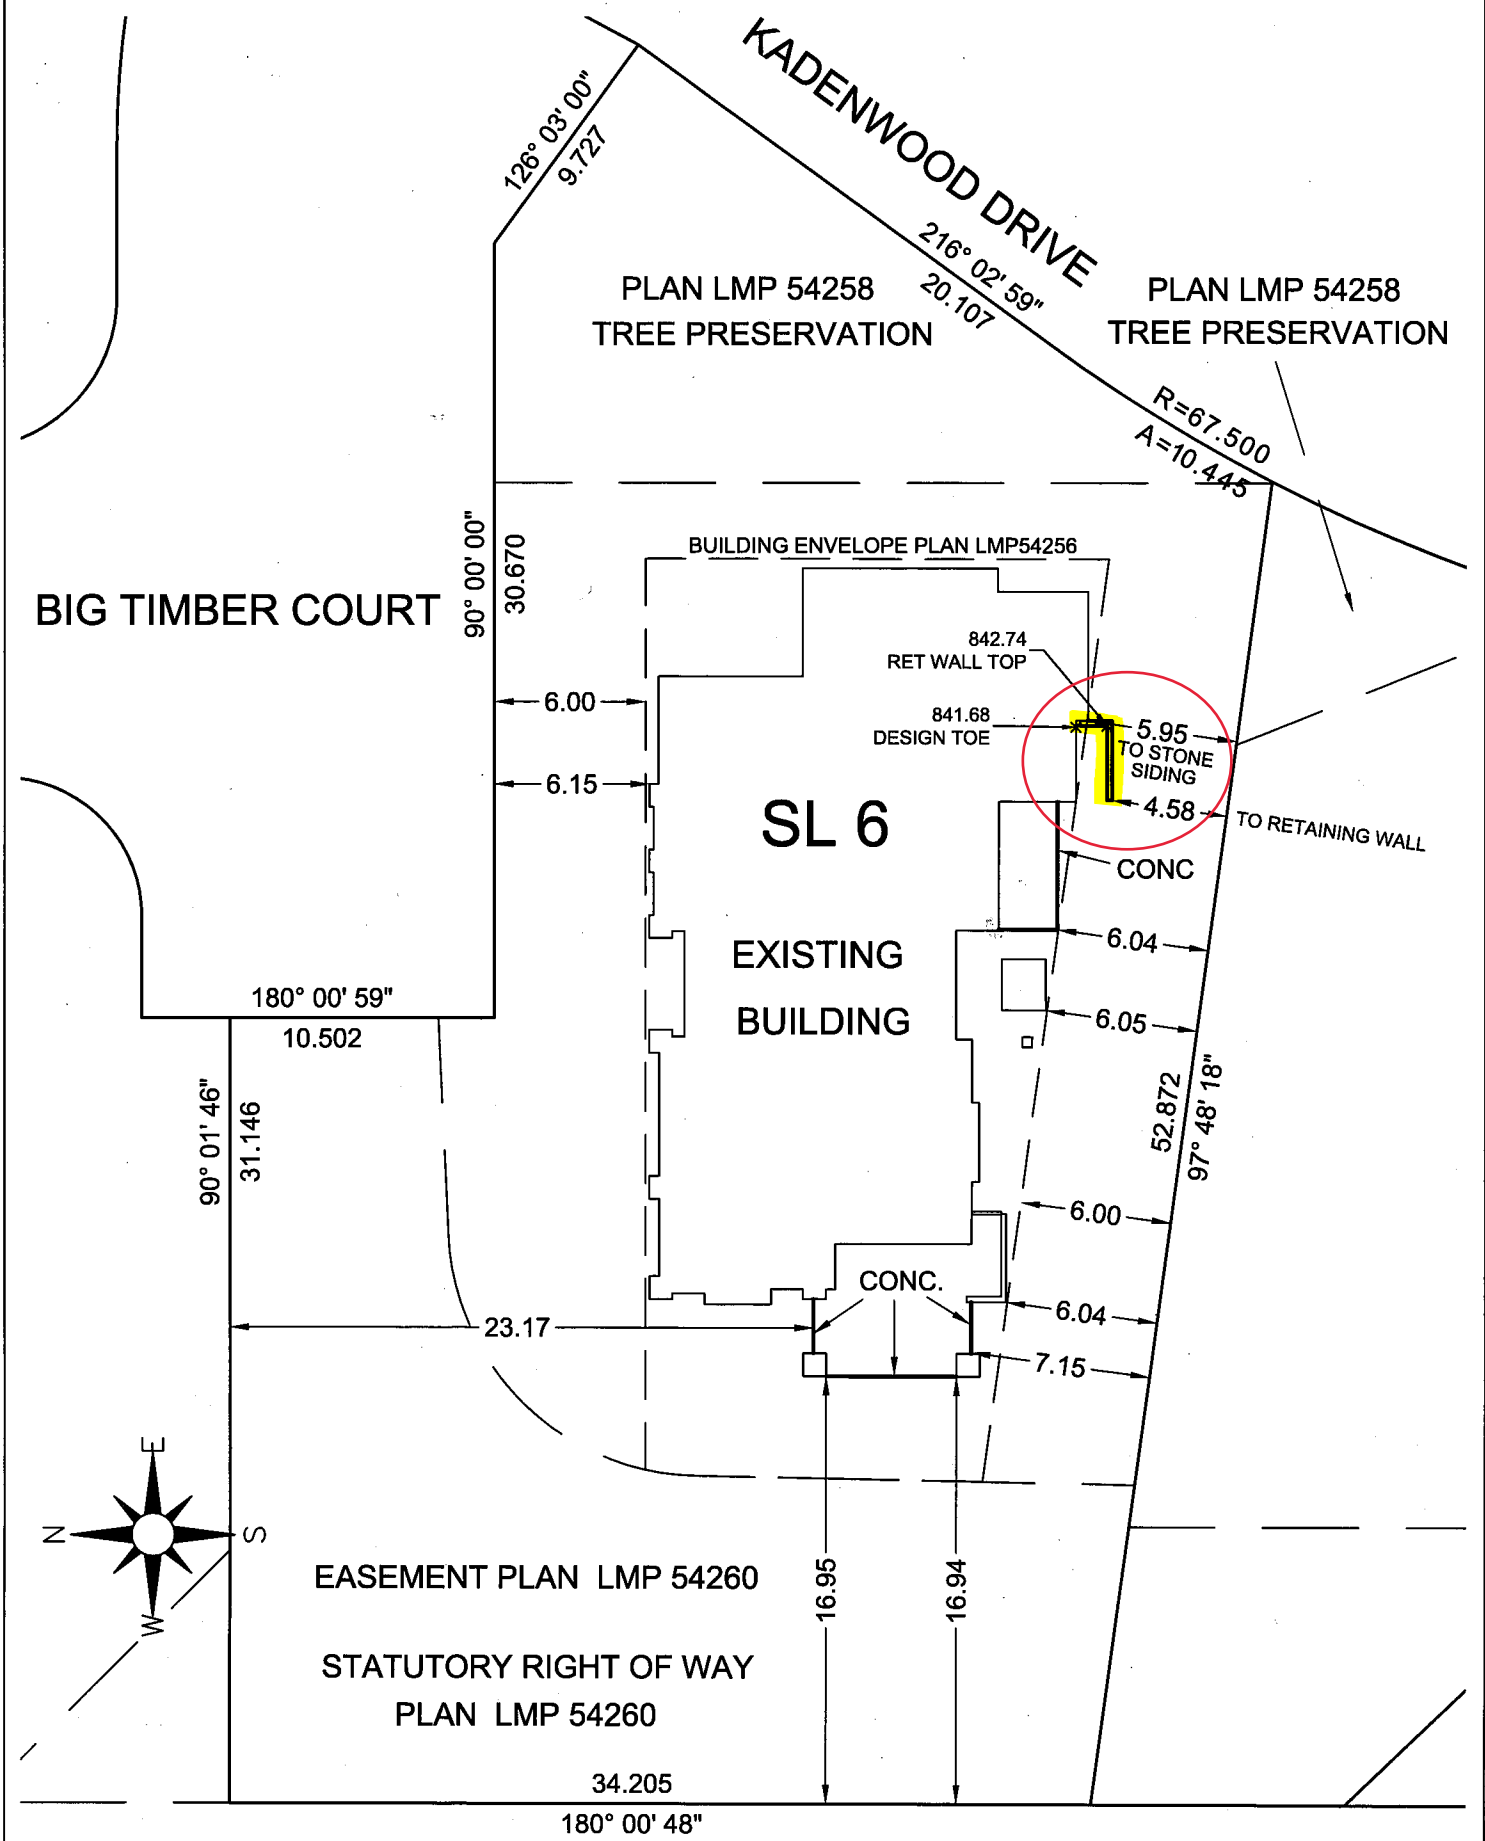 KADENWOOD DRIVE
126° 03' 00"
9.727
216° 02' 59"
20.107
PLAN LMP 54258
TREE PRESERVATION
PLAN LMP 54258
TREE PRESERVATION
R=67.500
A=10.445
90° 00' 00"
30.670
BUILDING ENVELOPE PLAN LMP54256
BIG TIMBER COURT
842.74
RET WALL TOP
6.00
841.68
DESIGN TOE
5.95
TO STONE
SIDING
6.15
SL 6
4.58
TO RETAINING WALL
CONC
6.04
EXISTING
BUILDING
180° 00' 59"
10.502
6.05
90° 01' 46"
31.146
52.872
97° 48' 18"
6.00
CONC.
6.04
23.17
7.15
E
N
S
W
16.95
16.94
EASEMENT PLAN LMP 54260
STATUTORY RIGHT OF WAY
PLAN LMP 54260
34.205
180° 00' 48"